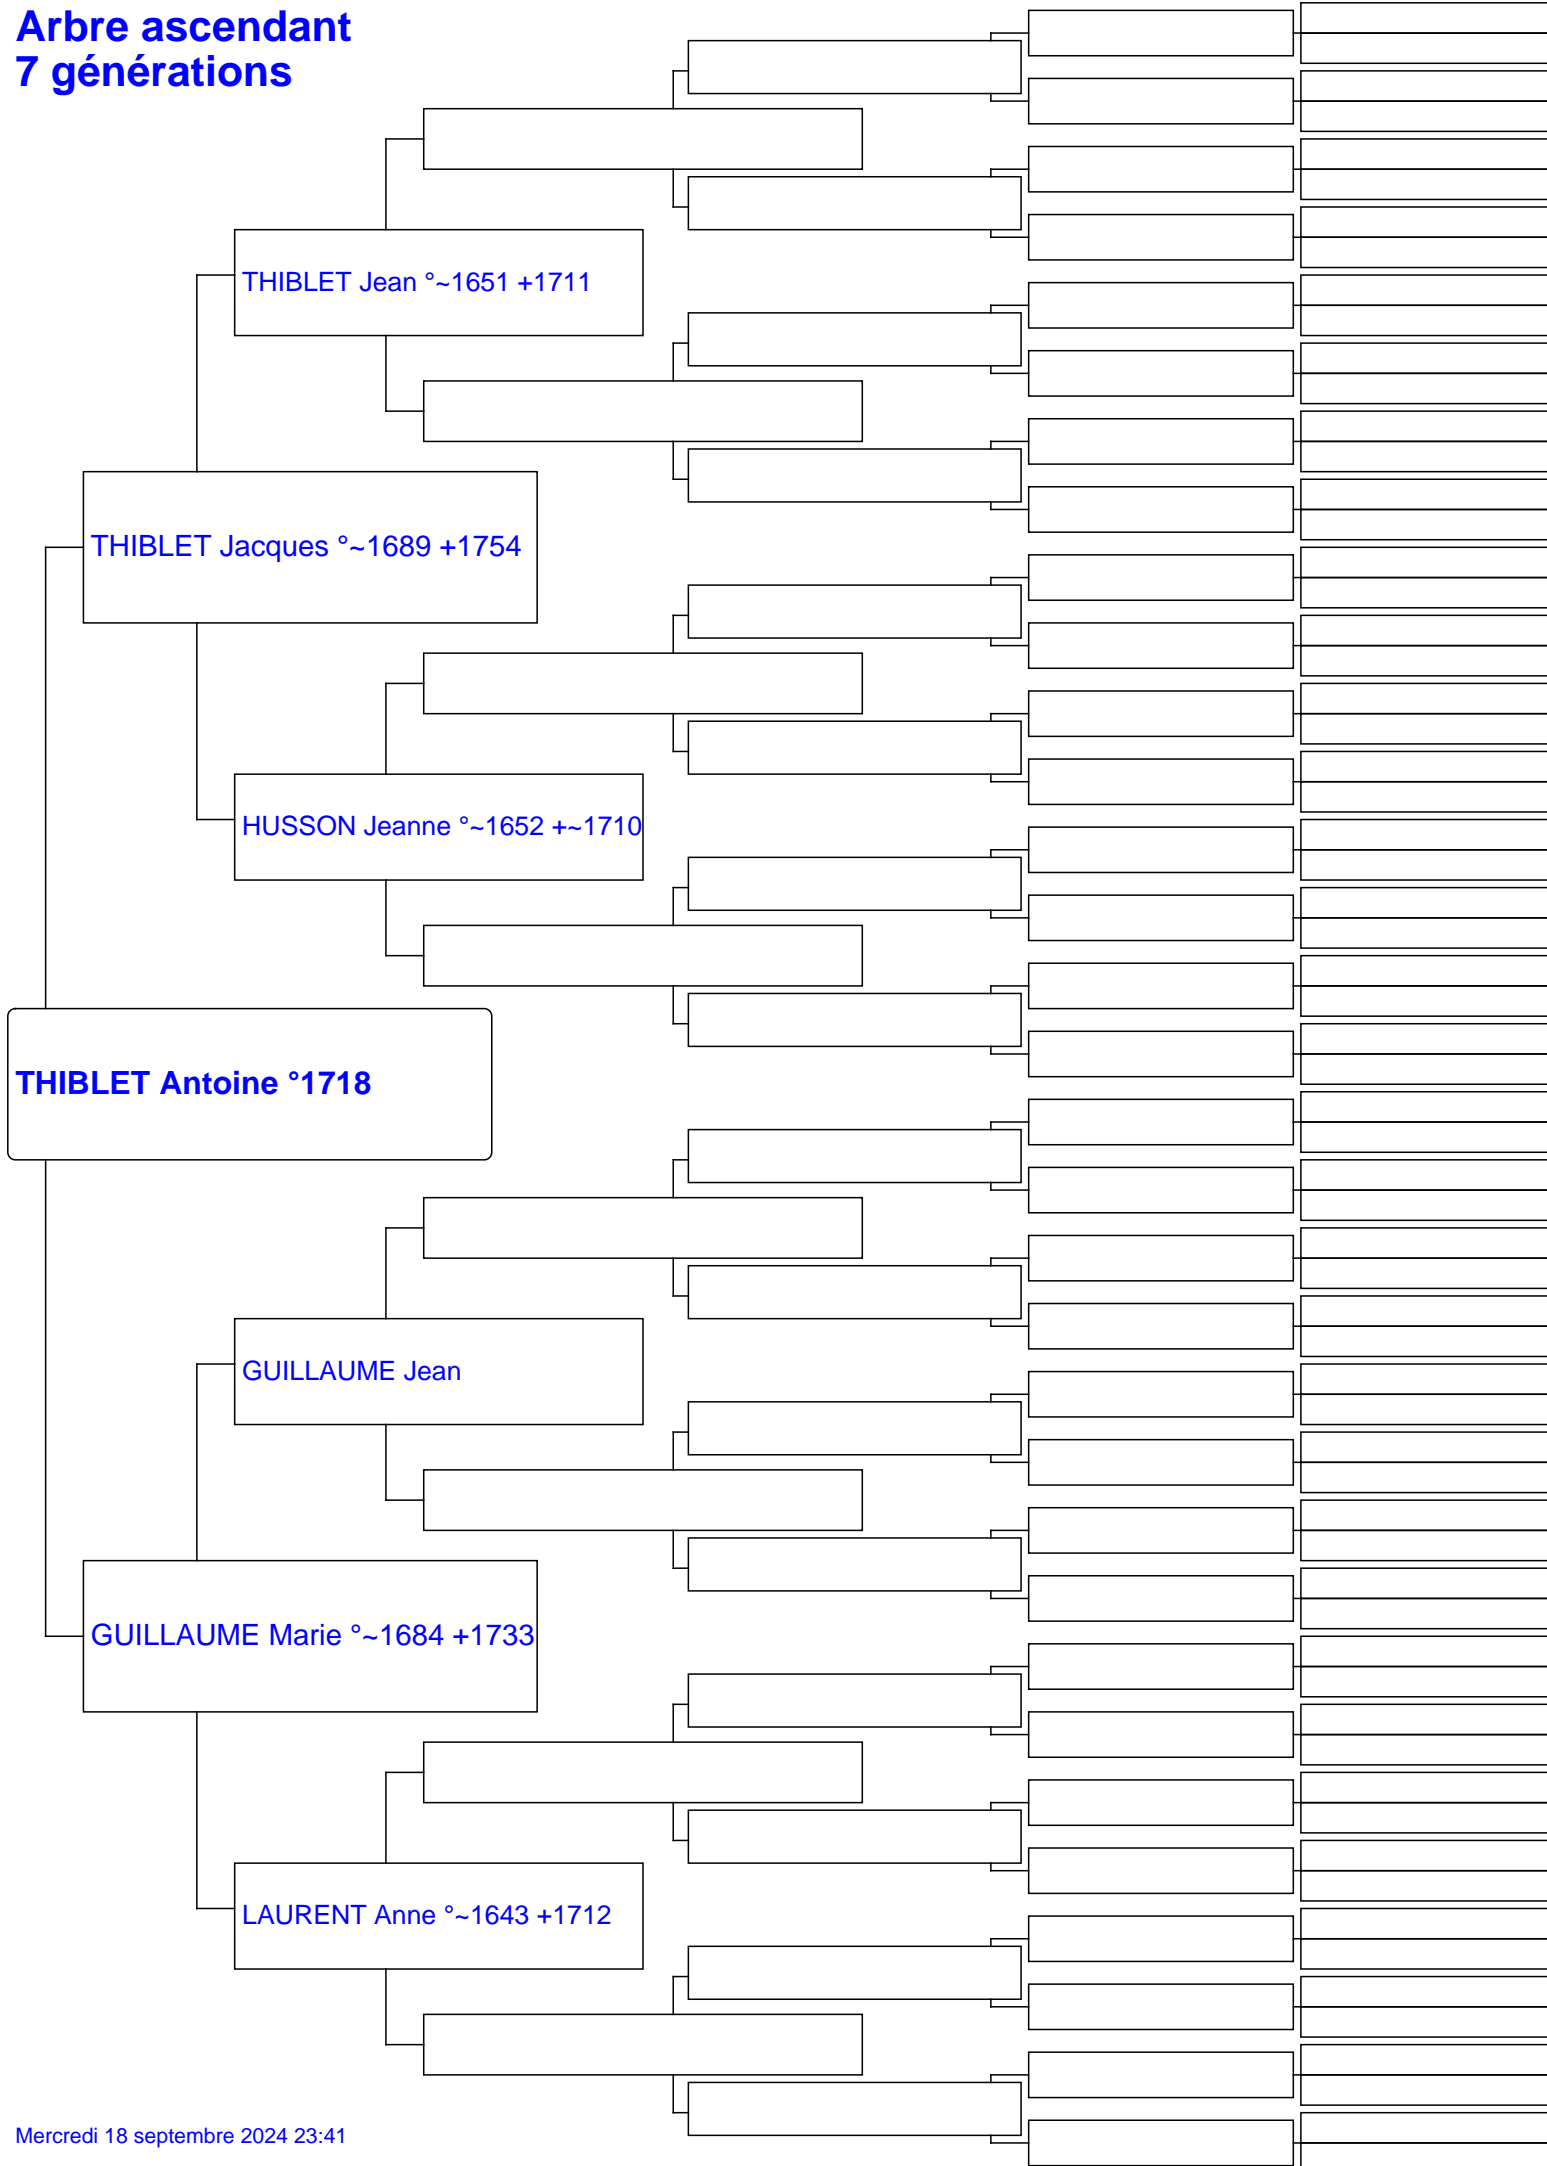 Arbre ascendant
7 générations
THIBLET Jean °~1651 +1711
THIBLET Jacques °~1689 +1754
HUSSON Jeanne °~1652 +~1710
THIBLET Antoine °1718
GUILLAUME Jean
GUILLAUME Marie °~1684 +1733
LAURENT Anne °~1643 +1712
Mercredi 18 septembre 2024 23:41